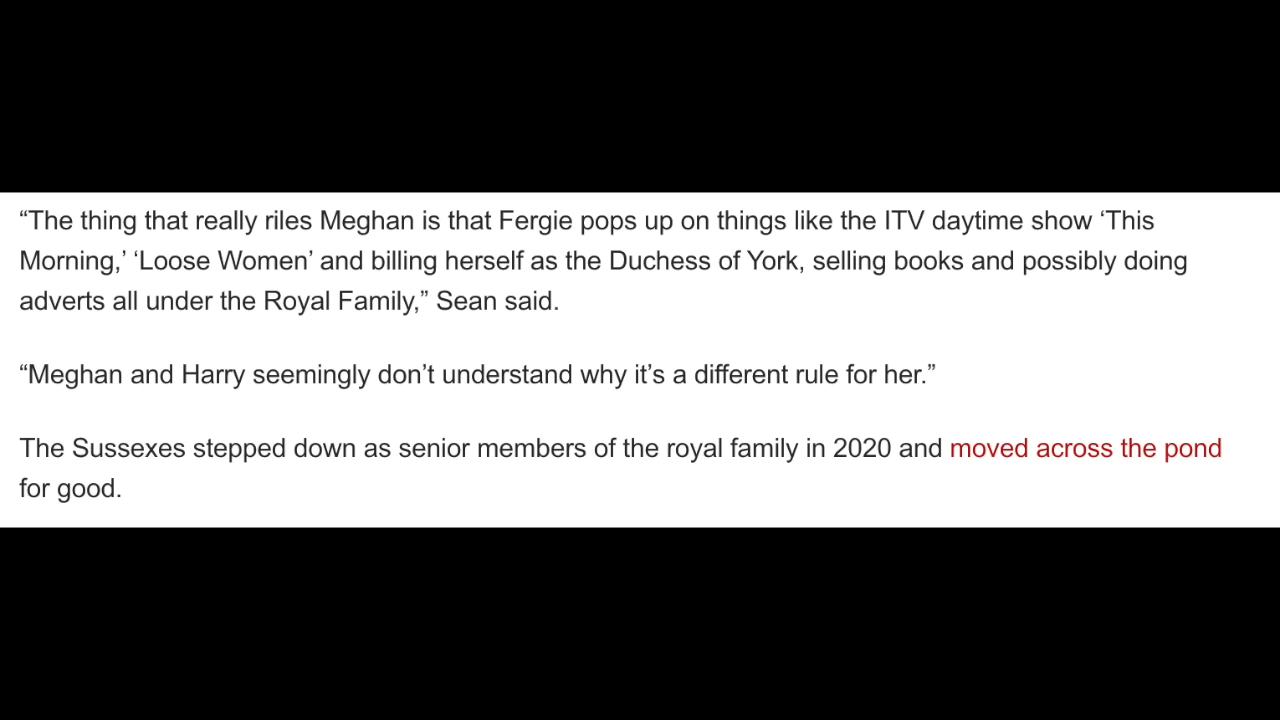 “The thing that really riles Meghan is that Fergie pops up on things like the ITV daytime show ‘This
Morning,’ ‘Loose Women’ and billing herself as the Duchess of York, selling books and possibly doing
adverts all under the Royal Family,” Sean said.
“Meghan and Harry seemingly don’t understand why it’s a different rule for her.”
The Sussexes stepped down as senior members of the royal family in 2020 and moved across the pond
for good.